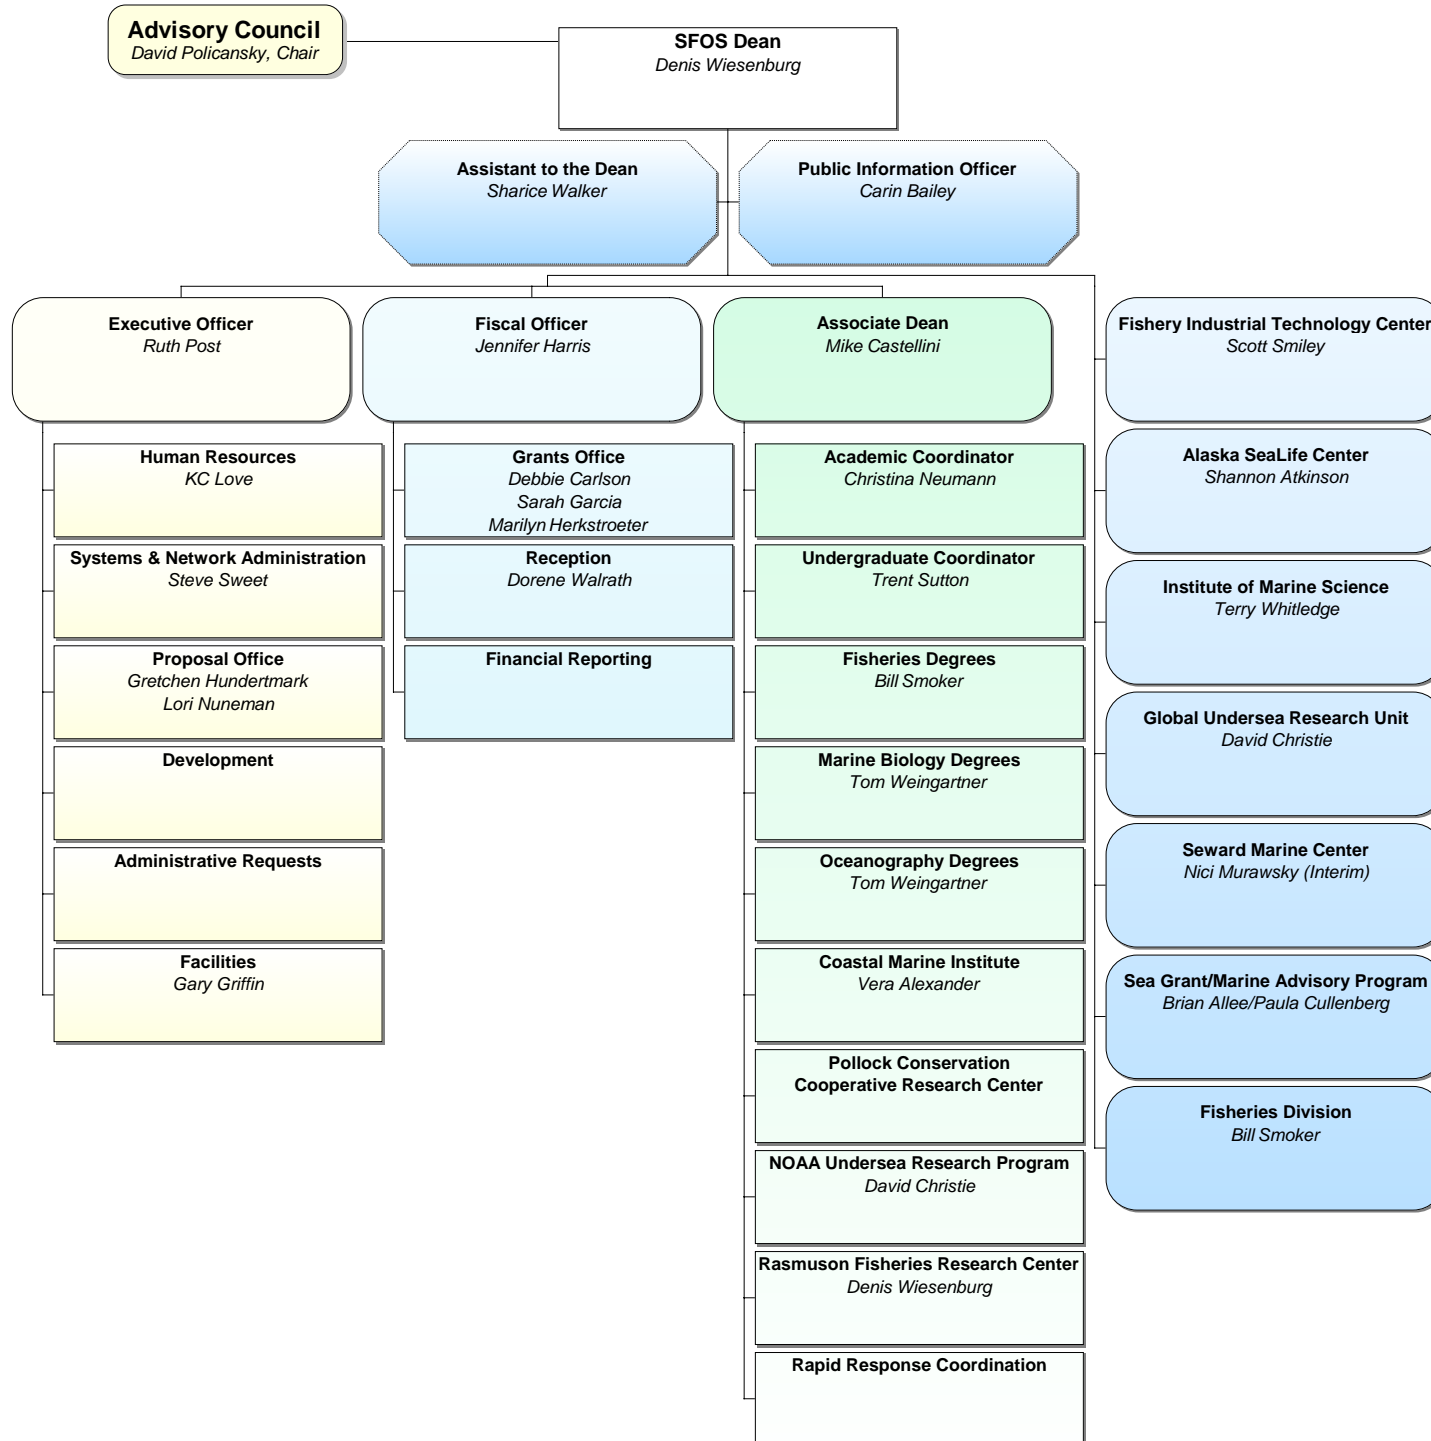 Advisory Council
David Policansky, Chair
SFOS Dean
Denis Wiesenburg
Assistant to the Dean
Sharice Walker
Public Information Officer
Carin Bailey
Executive Officer
Ruth Post
Human Resources
KC Love
Systems & Network Administration
Steve Sweet
Proposal Office
Gretchen Hundertmark
Lori Nuneman
Development
Administrative Requests
Facilities
Gary Griffin
Fiscal Officer
Jennifer Harris
Grants Office
Debbie Carlson
Sarah Garcia
Marilyn Herkstroeter
Reception
Dorene Walrath
Financial Reporting
Associate Dean
Mike Castellini
Academic Coordinator
Christina Neumann
Undergraduate Coordinator
Trent Sutton
Fisheries Degrees
Bill Smoker
Marine Biology Degrees
Tom Weingartner
Oceanography Degrees
Tom Weingartner
Coastal Marine Institute
Vera Alexander
Pollock Conservation
Cooperative Research Center
NOAA Undersea Research Program
David Christie
Rasmuson Fisheries Research Center
Denis Wiesenburg
Rapid Response Coordination
Fishery Industrial Technology Center
Scott Smiley
Alaska SeaLife Center
Shannon Atkinson
Institute of Marine Science
Terry Whitledge
Global Undersea Research Unit
David Christie
Seward Marine Center
Nici Murawsky (Interim)
Sea Grant/Marine Advisory Program
Brian Allee/Paula Cullenberg
Fisheries Division
Bill Smoker